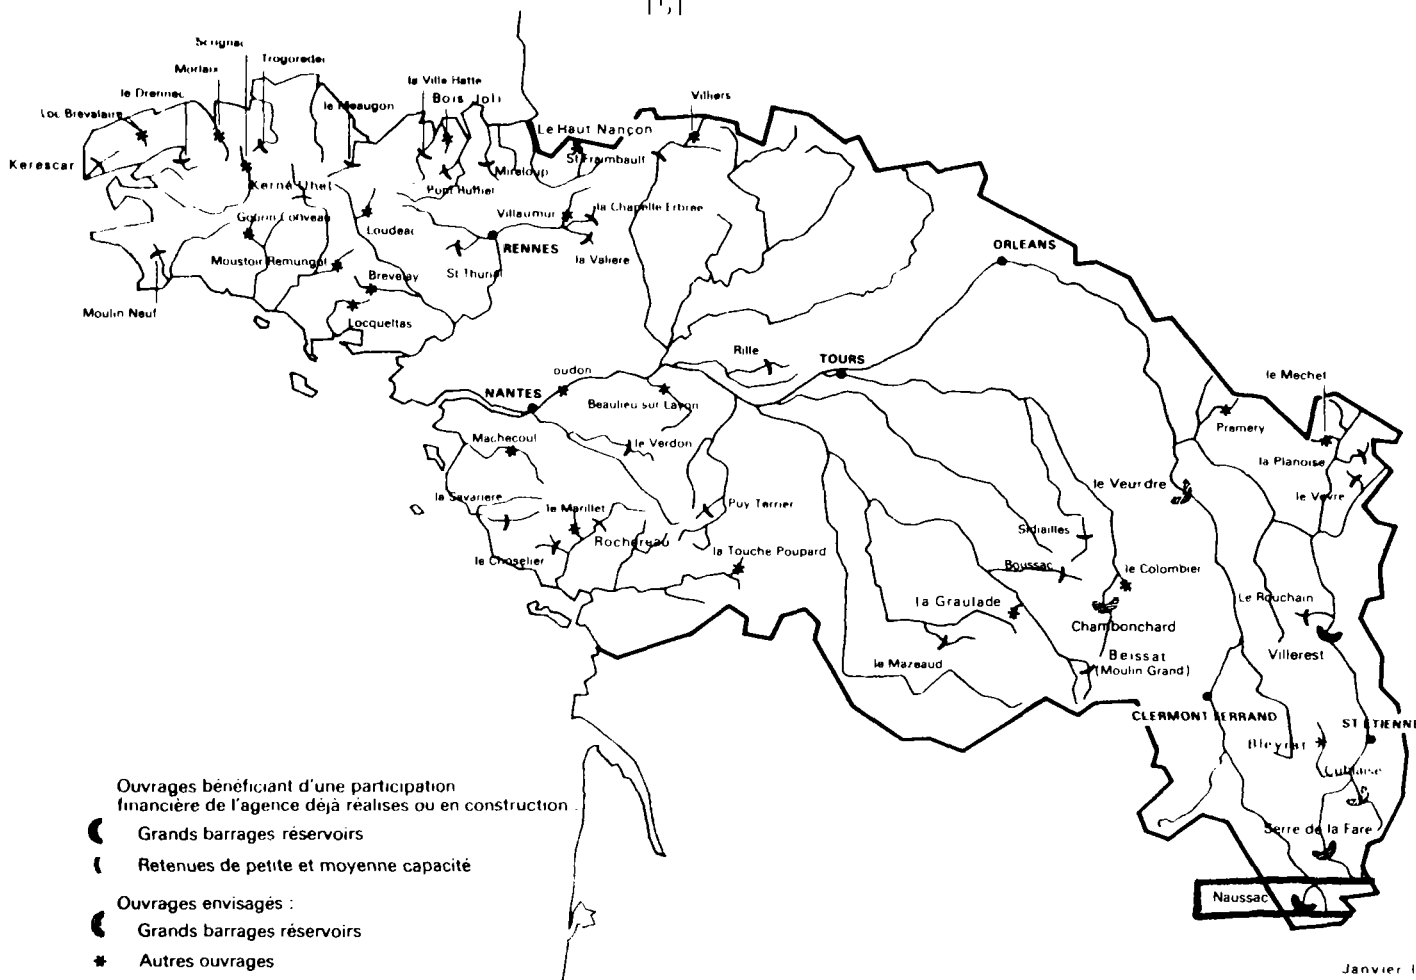 Scrignac
Trogoredec
Morlaix
la Ville Hatte
Villiers
le Drennec
le Meaugon
Bois Joli
Loc Brevalaire
Le Haut Nançon
Kerescar
St Frambault
Mireloup
Kerné Uhel
Pont Ruffier
Villaumur
la Chapelle Erbrée
Gourin Conveau
Loudeac
RENNES
ORLEANS
Moustoir Remungol
Brevelay
St Thurial
la Valiere
Moulin Neuf
Locqueltas
Rille
TOURS
oudon
NANTES
Beaulieu sur Layon
le Mechet
Premery
Machecoul
le Verdon
la Planoise
le Veurdre
le Vevre
la Savariere
le Marillet
Puy Terrier
Sidiailles
Rochereau
la Touche Poupard
le Choselier
Boussac
le Colombier
la Graulade
Le Rouchain
Chambonchard
Villerest
Beissat
(Moulin Grand)
le Mazeaud
CLERMONT FERRAND
ST ETIENNE
Bleyrat
Cublaise
Serre de la Fare
Naussac
Ouvrages bénéficiant d'une participation
financière de l'agence déjà réalises ou en construction :
Grands barrages réservoirs
Retenues de petite et moyenne capacité
Ouvrages envisagés :
Grands barrages réservoirs
Autres ouvrages
Janvier